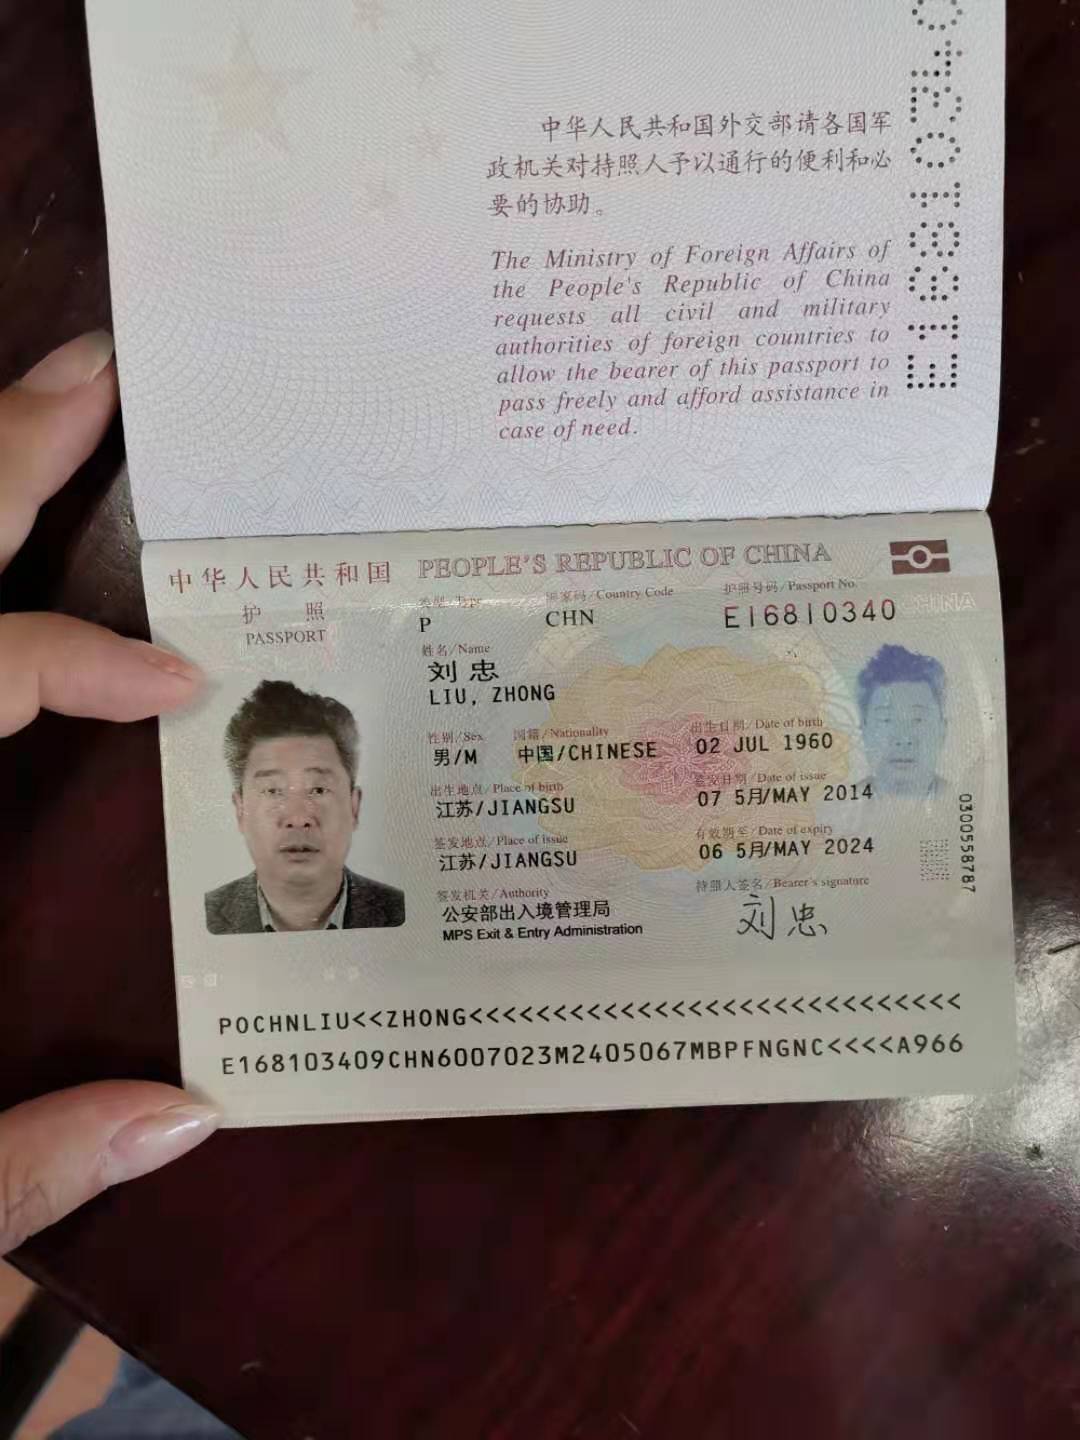 中华人民共和国外交部请各国军
政机关对持照人予以通行的便利和必
要的协助。
The Ministry of Foreign Affairs of
the People's Republic of China
requests all civil and military
authorities of foreign countries to
allow the bearer of this passport to
pass freely and afford assistance in
case of need.
中华人民共和国 PEOPLE'S REPUBLIC OF CHINA
护 照
PASSPORT
类型/Type 国家码/Country Code 护照号码/Passport No.
P CHN E16810340
CHINA
姓名/Name
刘忠
LIU, ZHONG
性别/Sex 国籍/Nationality 出生日期/Date of birth
男/M 中国/CHINESE 02 JUL 1960
出生地点/Place of birth 签发日期/Date of issue
江苏/JIANGSU 07 5月/MAY 2014
签发地点/Place of issue 有效期至/Date of expiry
江苏/JIANGSU 06 5月/MAY 2024
签发机关/Authority 持照人签名/Bearer's signature
公安部出入境管理局 刘忠
MPS Exit & Entry Administration
0300558787
POCHNLIU<<ZHONG<<<<<<<<<<<<<<<<<<<<<<<<<<<<<
E168103409CHN6007023M2405067MBPFNGNC<<<<A966